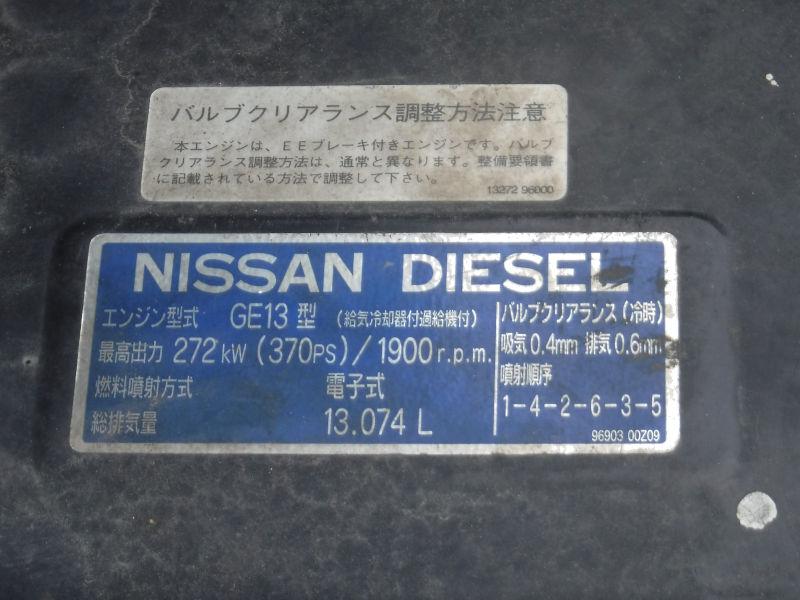 バルブクリアランス調整方法注意
本エンジンは、EEブレーキ付きエンジンです。バルブ
クリアランス調整方法は、通常と異なります。整備要領書
に記載されている方法で調整して下さい。
13272 96000
NISSAN DIESEL
エンジン型式 GE13 型 (給気冷却器付過給機付)
最高出力 272 kW (370PS) / 1900 r.p.m.
燃料噴射方式 電子式
総排気量 13.074 L
バルブクリアランス (冷時)
吸気 0.4mm 排気 0.6mm
噴射順序
1-4-2-6-3-5
96903 00Z09